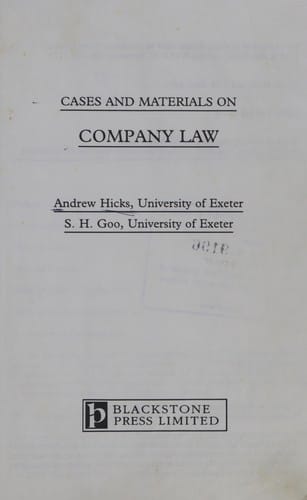 CASES AND MATERIALS ON
COMPANY LAW
Andrew Hicks, University of Exeter
S. H. Goo, University of Exeter
BLACKSTONE
PRESS LIMITED